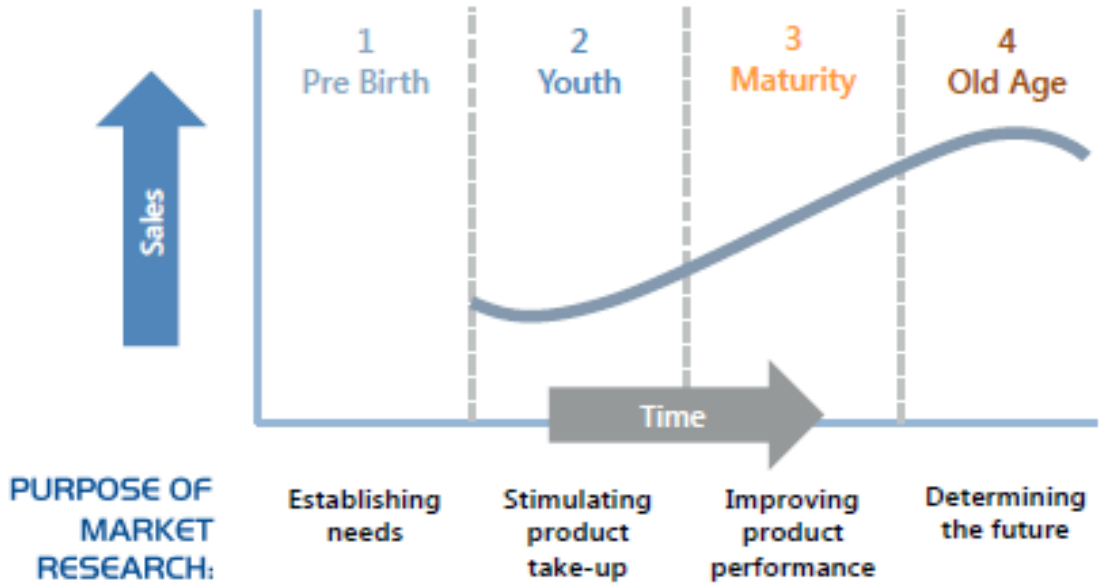 1
Pre Birth
2
Youth
3
Maturity
4
Old Age
Sales
Time
PURPOSE OF
MARKET
RESEARCH:
Establishing
needs
Stimulating
product
take-up
Improving
product
performance
Determining
the future